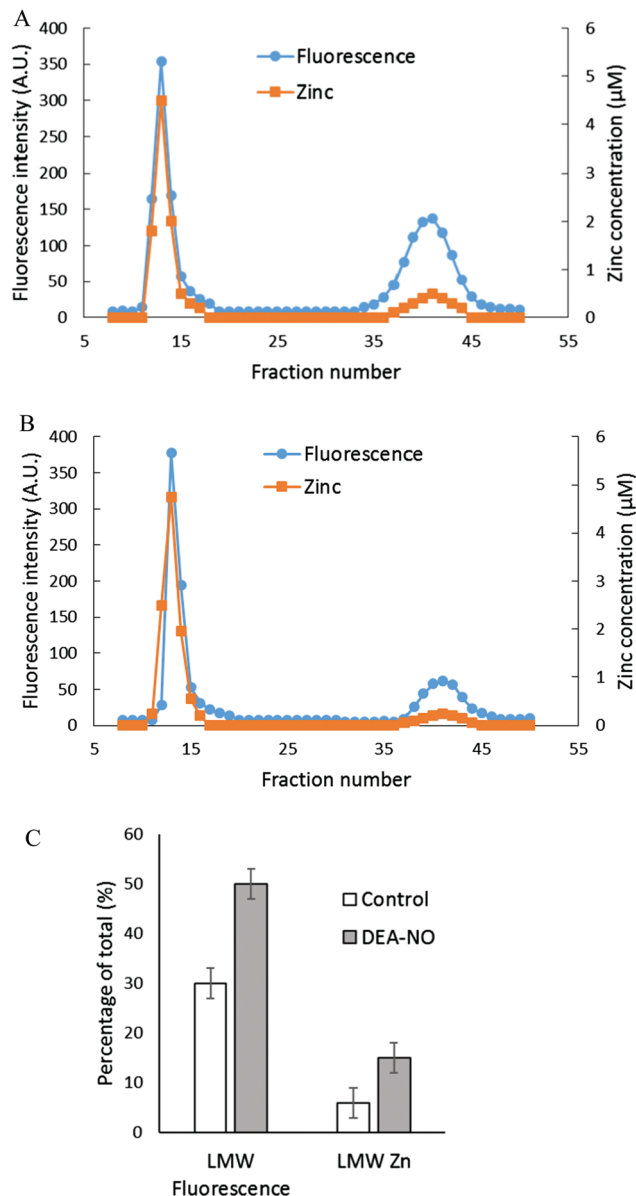 A
Fluorescence intensity (A.U.)
400
350
300
250
200
150
100
50
0
Fluorescence
Zinc
6
5
4
3
2
1
0
Zinc concentration (µM)
5 15 25 35 45 55
Fraction number
B
Fluorescence intensity (A.U.)
400
350
300
250
200
150
100
50
0
Fluorescence
Zinc
6
5
4
3
2
1
0
Zinc concentration (µM)
5 15 25 35 45 55
Fraction number
C
Percentage of total (%)
60
50
40
30
20
10
0
Control
DEA-NO
LMW
Fluorescence
LMW Zn